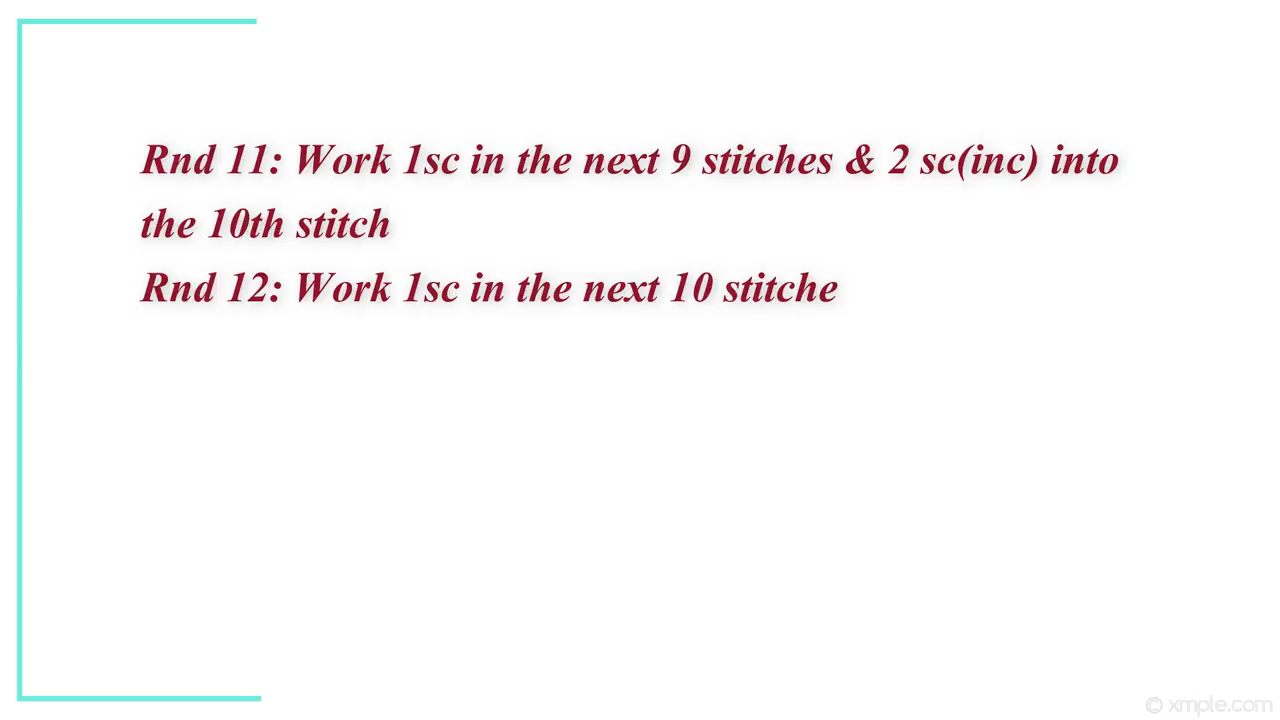 Rnd 11: Work 1sc in the next 9 stitches & 2 sc(inc) into
the 10th stitch
Rnd 12: Work 1sc in the next 10 stitche
© xmple.com